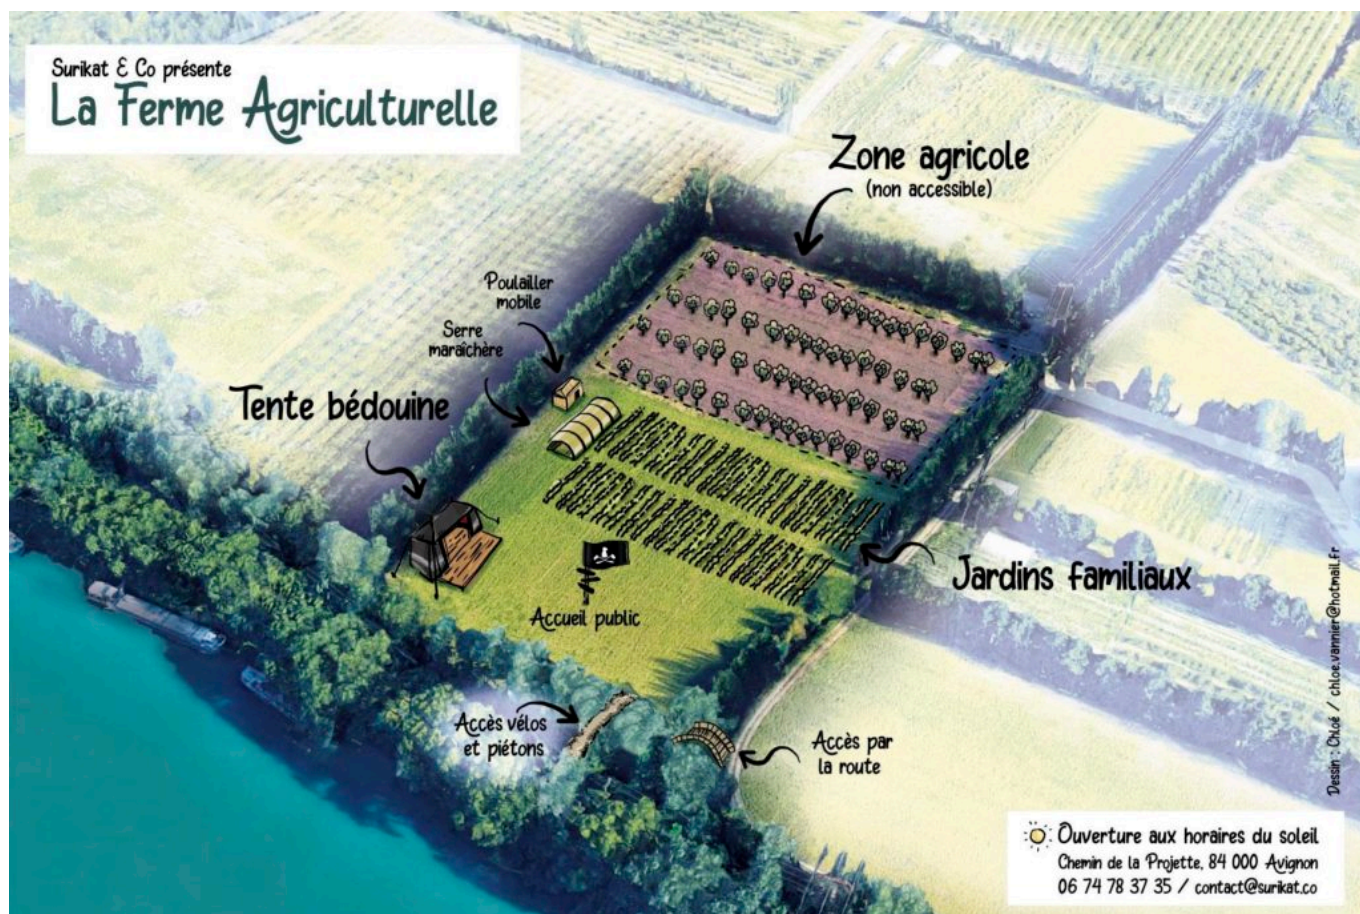 Surikat & Co présente
La Ferme Agriculturelle
Zone agricole
(non accessible)
Poulailler
mobile
Serre
maraîchère
Tente bédouine
Jardins familiaux
Accueil public
Accès vélos
et piétons
Accès par
la route
Dessin : Chloé / chloe.vannier@hotmail.fr
Ouverture aux horaires du soleil
Chemin de la Projette, 84 000 Avignon
06 74 78 37 35 / contact@surikat.co